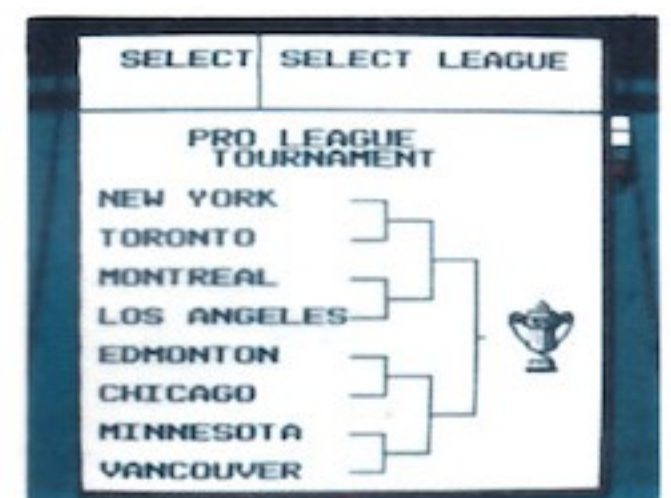 SELECT SELECT LEAGUE
PRO LEAGUE
TOURNAMENT
NEW YORK
TORONTO
MONTREAL
LOS ANGELES
EDMONTON
CHICAGO
MINNESOTA
VANCOUVER